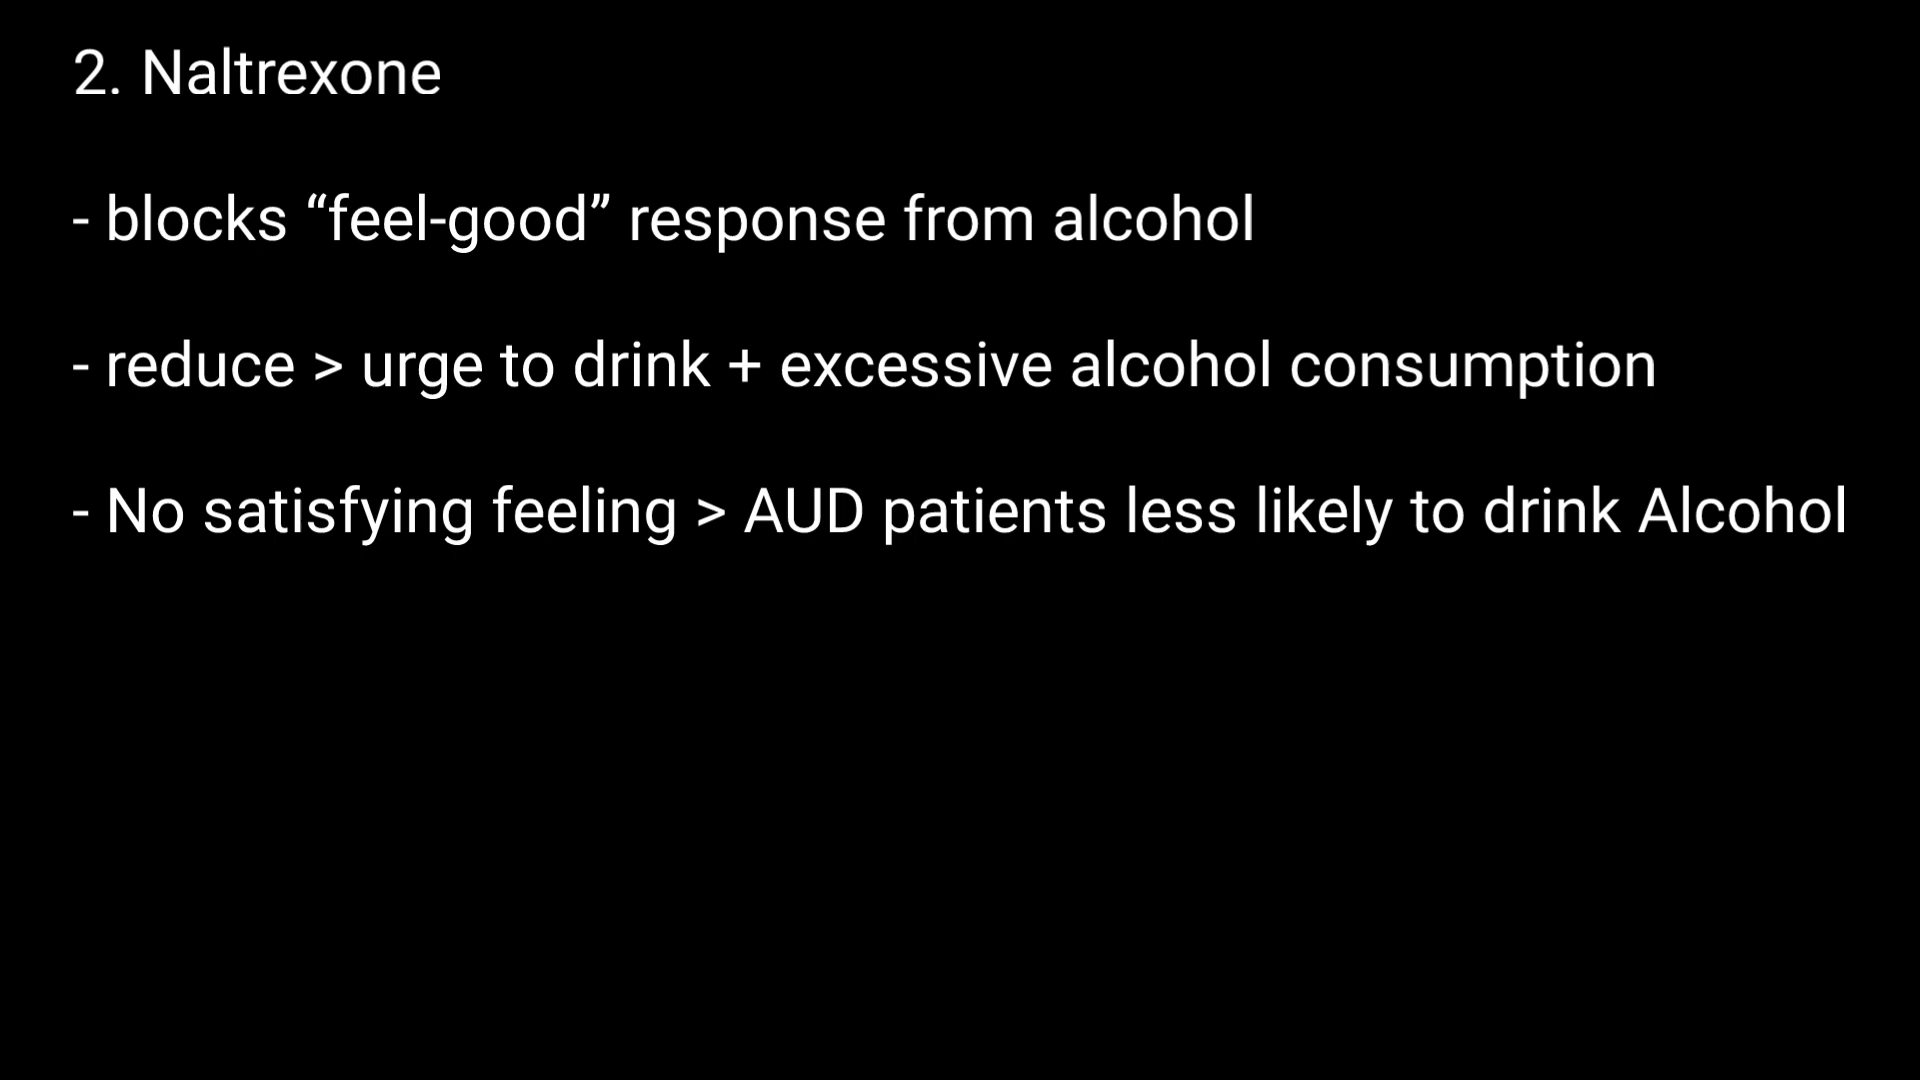 2. Naltrexone
- blocks “feel-good” response from alcohol
- reduce > urge to drink + excessive alcohol consumption
- No satisfying feeling > AUD patients less likely to drink Alcohol